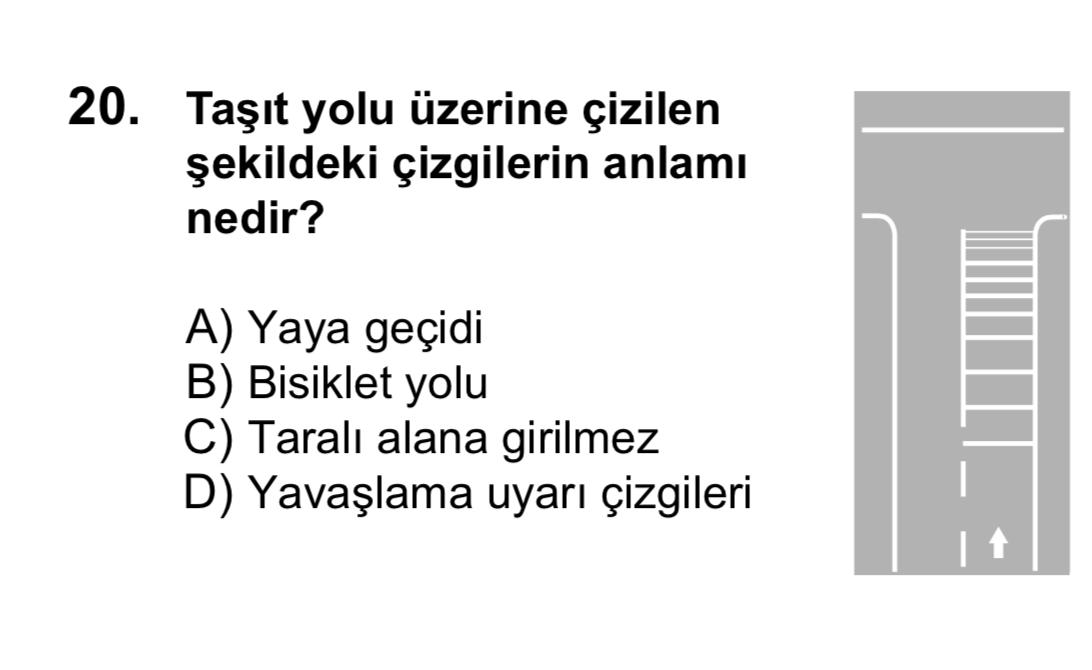 20. Taşıt yolu üzerine çizilen
şekildeki çizgilerin anlamı
nedir?
A) Yaya geçidi
B) Bisiklet yolu
C) Taralı alana girilmez
D) Yavaşlama uyarı çizgileri